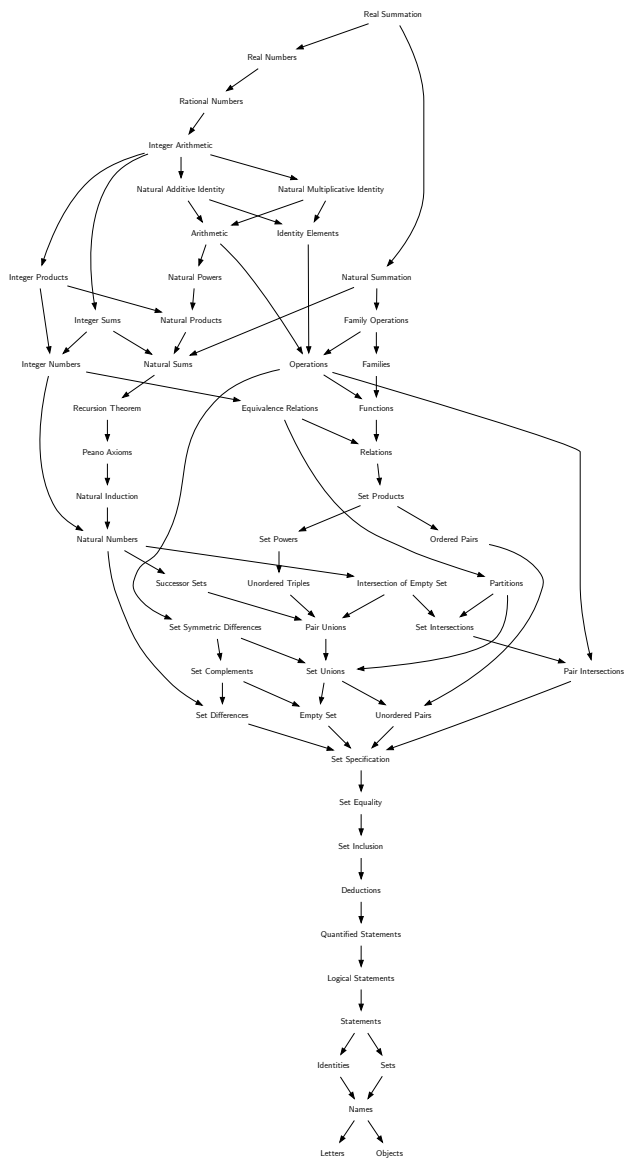 Real Summation
Real Numbers
Rational Numbers
Integer Arithmetic
Natural Additive Identity
Natural Multiplicative Identity
Arithmetic
Identity Elements
Integer Products
Natural Powers
Natural Summation
Integer Sums
Natural Products
Family Operations
Integer Numbers
Natural Sums
Operations
Families
Recursion Theorem
Equivalence Relations
Functions
Peano Axioms
Relations
Natural Induction
Set Products
Natural Numbers
Set Powers
Ordered Pairs
Successor Sets
Unordered Triples
Intersection of Empty Set
Partitions
Set Symmetric Differences
Pair Unions
Set Intersections
Set Complements
Set Unions
Pair Intersections
Set Differences
Empty Set
Unordered Pairs
Set Specification
Set Equality
Set Inclusion
Deductions
Quantified Statements
Logical Statements
Statements
Identities
Sets
Names
Letters
Objects